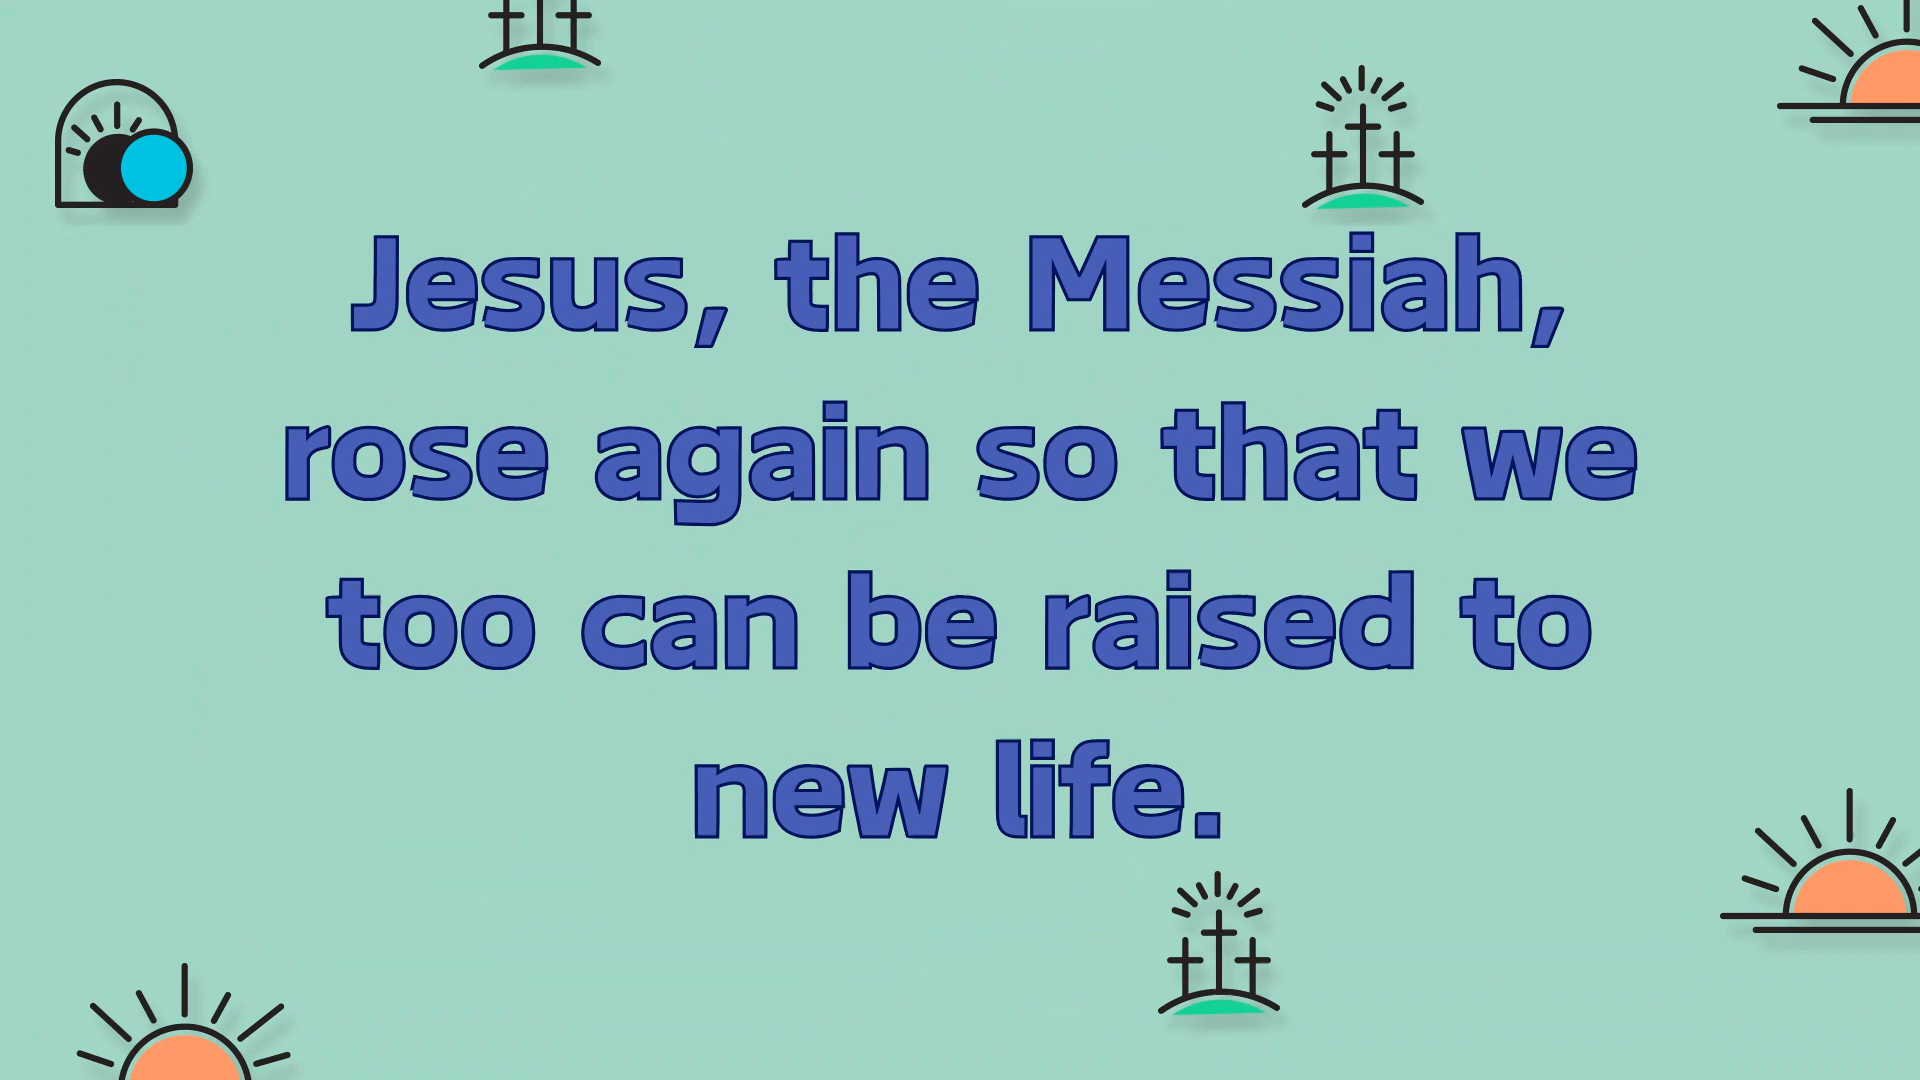 Jesus, the Messiah,
rose again so that we
too can be raised to
new life.